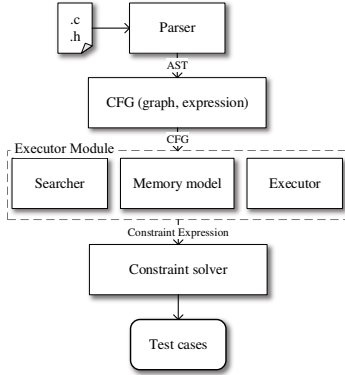 .c
.h
Parser
AST
CFG (graph, expression)
CFG
Executor Module
Searcher
Memory model
Executor
Constraint Expression
Constraint solver
Test cases